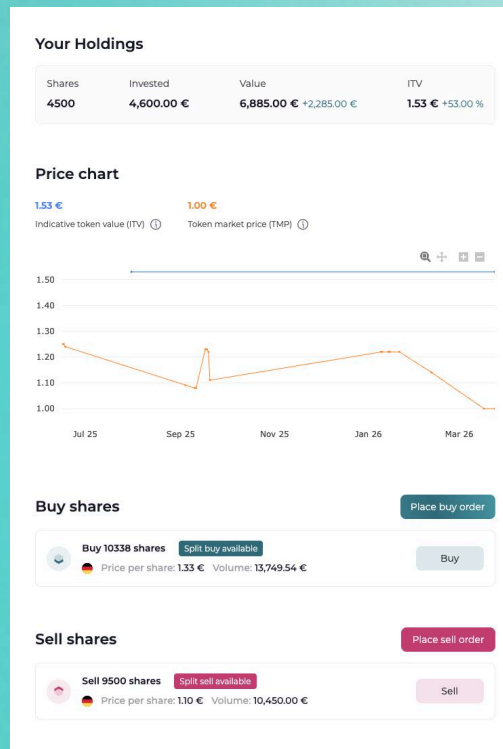 Your Holdings
Shares Invested Value ITV
4500 4,600.00 € 6,885.00 € +2,285.00 € 1.53 € +53.00 %
Price chart
1.53 € 1.00 €
Indicative token value (ITV) Token market price (TMP)
1.50
1.40
1.30
1.20
1.10
1.00
Jul 25 Sep 25 Nov 25 Jan 26 Mar 26
Buy shares Place buy order
Buy 10338 shares Split buy available
Price per share: 1.33 € Volume: 13,749.54 € Buy
Sell shares Place sell order
Sell 9500 shares Split sell available
Price per share: 1.10 € Volume: 10,450.00 € Sell